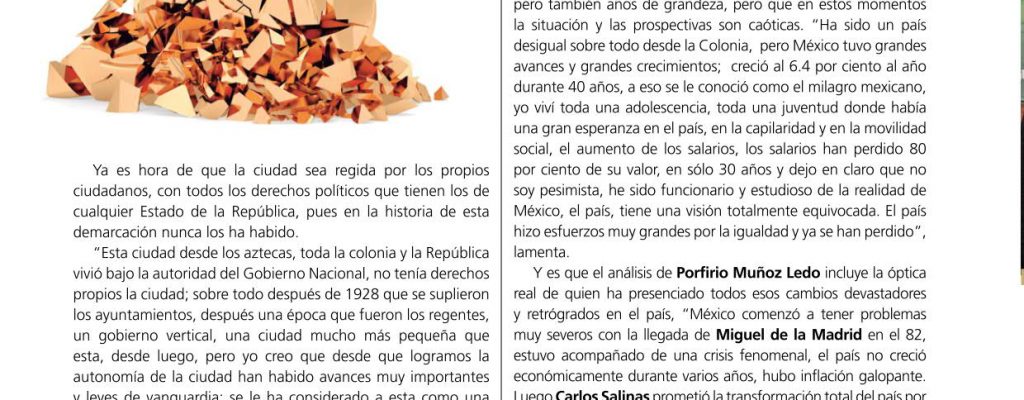 Ya es hora de que la ciudad sea regida por los propios
ciudadanos, con todos los derechos políticos que tienen los de
cualquier Estado de la República, pues en la historia de esta
demarcación nunca los ha habido.
“Esta ciudad desde los aztecas, toda la colonia y la República
vivió bajo la autoridad del Gobierno Nacional, no tenía derechos
propios la ciudad; sobre todo después de 1928 que se suplieron
los ayuntamientos, después una época que fueron los regentes,
un gobierno vertical, una ciudad mucho más pequeña que
esta, desde luego, pero yo creo que desde que logramos la
autonomía de la ciudad han habido avances muy importantes
y leyes de vanguardia; se le ha considerado a esta como una
pero también años de grandeza, pero que en estos momentos
la situación y las prospectivas son caóticas. “Ha sido un país
desigual sobre todo desde la Colonia, pero México tuvo grandes
avances y grandes crecimientos; creció al 6.4 por ciento al año
durante 40 años, a eso se le conoció como el milagro mexicano,
yo viví toda una adolescencia, toda una juventud donde había
una gran esperanza en el país, en la capilaridad y en la movilidad
social, el aumento de los salarios, los salarios han perdido 80
por ciento de su valor, en sólo 30 años y dejo en claro que no
soy pesimista, he sido funcionario y estudioso de la realidad de
México, el país, tiene una visión totalmente equivocada. El país
hizo esfuerzos muy grandes por la igualdad y ya se han perdido”,
lamenta.
Y es que el análisis de Porfirio Muñoz Ledo incluye la óptica
real de quien ha presenciado todos esos cambios devastadores
y retrógrados en el país, “México comenzó a tener problemas
muy severos con la llegada de Miguel de la Madrid en el 82,
estuvo acompañado de una crisis fenomenal, el país no creció
económicamente durante varios años, hubo inflación galopante.
Luego Carlos Salinas prometió la transformación total del país por